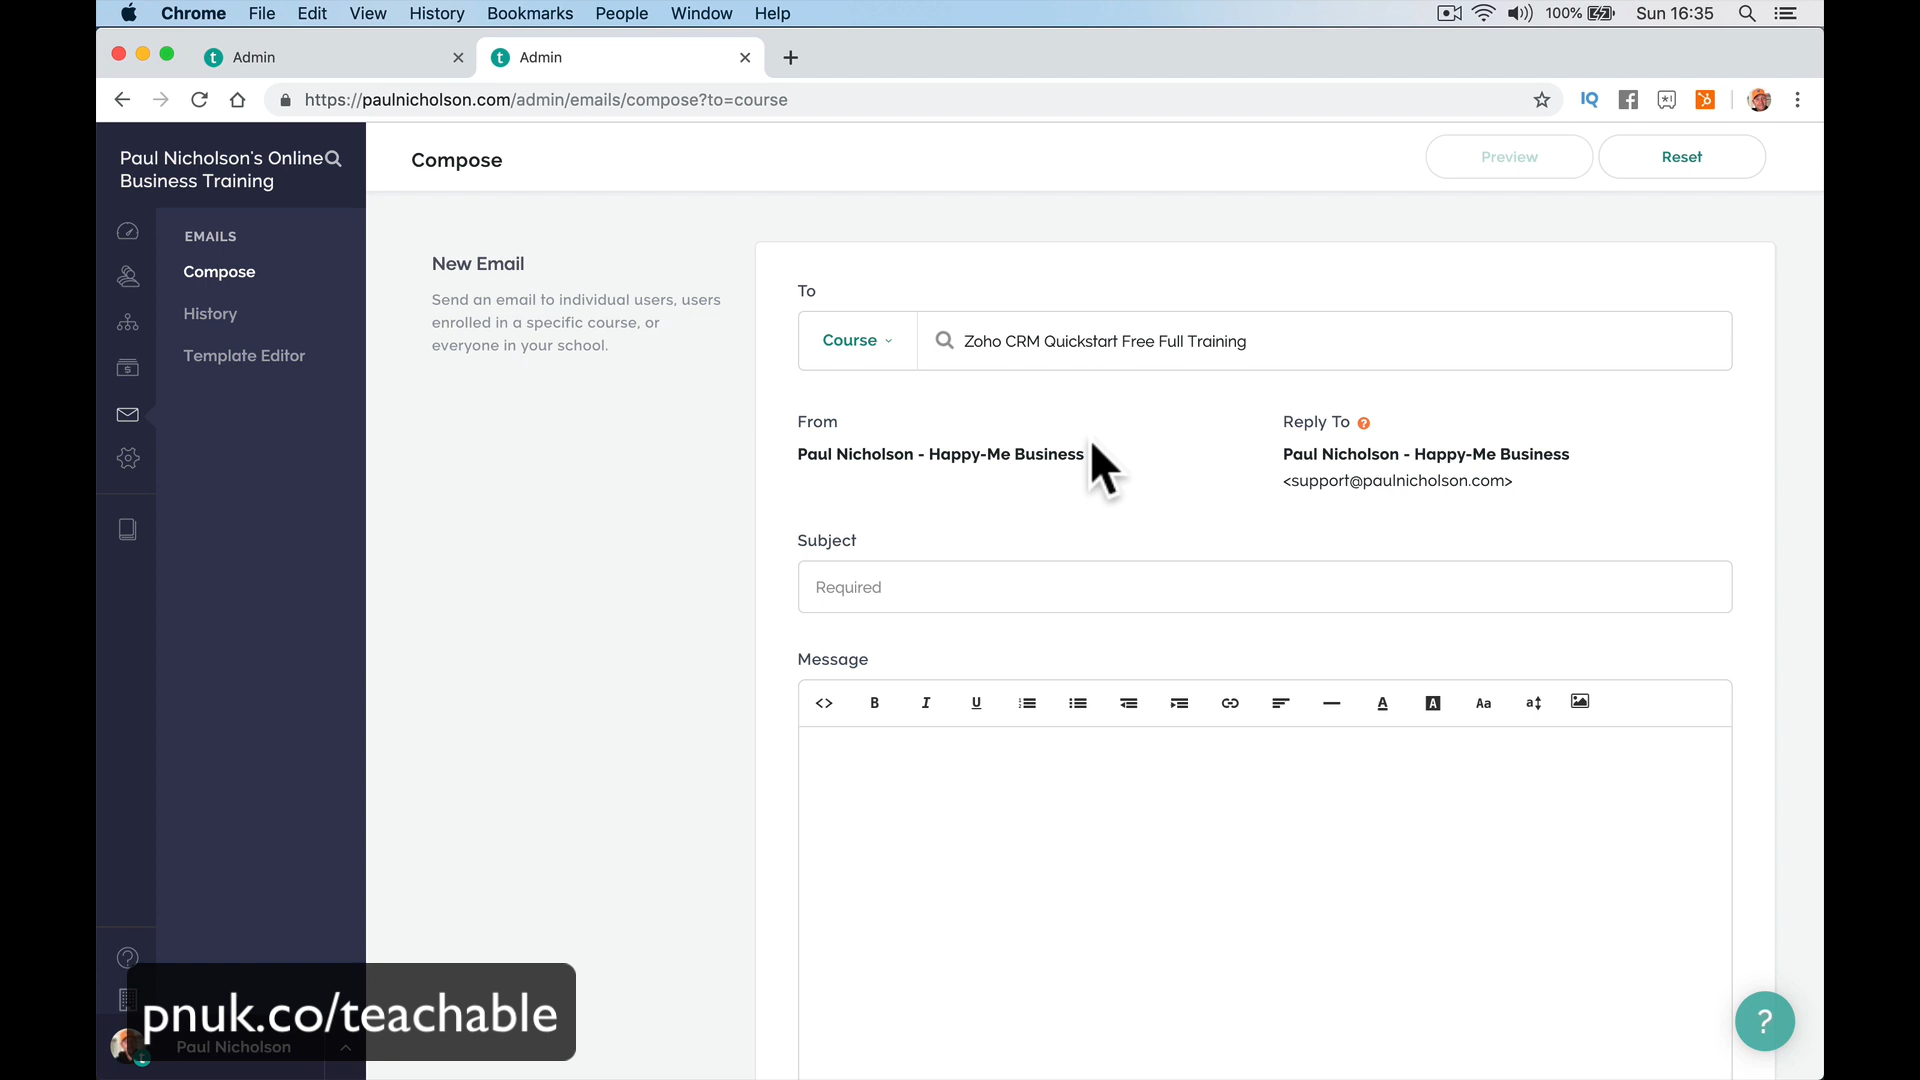 Chrome File Edit View History Bookmarks People Window Help 100% Sun 16:35
Admin Admin
https://paulnicholson.com/admin/emails/compose?to=course IQ
Paul Nicholson's Online
Business Training
Compose
Preview
Reset
EMAILS
Compose
History
Template Editor
New Email
Send an email to individual users, users
enrolled in a specific course, or
everyone in your school.
To
Course
Zoho CRM Quickstart Free Full Training
From
Paul Nicholson - Happy-Me Business
Reply To ?
Paul Nicholson - Happy-Me Business
<support@paulnicholson.com>
Subject
Required
Message
<> B I U A A Aa a
pnuk.co/teachable
Paul Nicholson
?